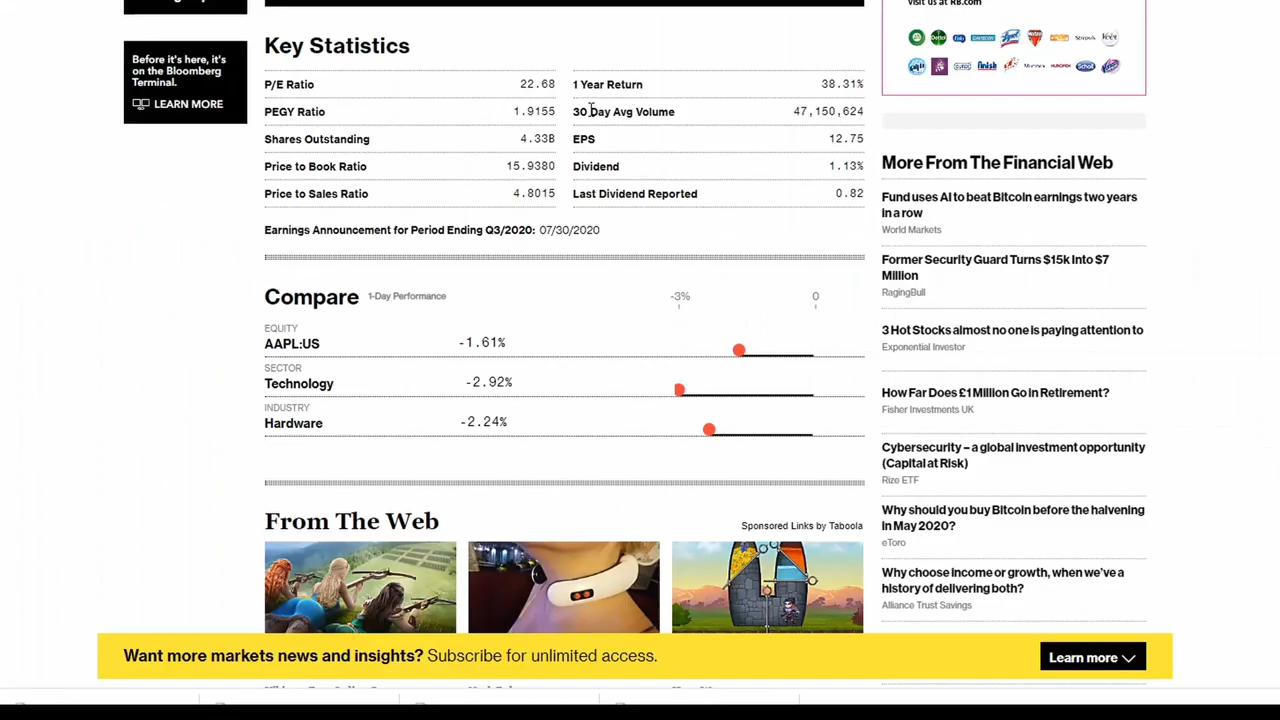 visit us at RB.com
Before it's here, it's
on the Bloomberg
Terminal.
LEARN MORE
Key Statistics
P/E Ratio 22.68
PEGY Ratio 1.9155
Shares Outstanding 4.33B
Price to Book Ratio 15.9380
Price to Sales Ratio 4.8015
1 Year Return 38.31%
30 Day Avg Volume 47,150,624
EPS 12.75
Dividend 1.13%
Last Dividend Reported 0.82
Earnings Announcement for Period Ending Q3/2020: 07/30/2020
Compare 1-Day Performance -3% 0
EQUITY
AAPL:US -1.61%
SECTOR
Technology -2.92%
INDUSTRY
Hardware -2.24%
From The Web Sponsored Links by Taboola
Dettol
finish
Scholl
More From The Financial Web
Fund uses AI to beat Bitcoin earnings two years
in a row
World Markets
Former Security Guard Turns $15k Into $7
Million
RagingBull
3 Hot Stocks almost no one is paying attention to
Exponential Investor
How Far Does £1 Million Go in Retirement?
Fisher Investments UK
Cybersecurity – a global investment opportunity
(Capital at Risk)
Rize ETF
Why should you buy Bitcoin before the halvening
in May 2020?
eToro
Why choose income or growth, when we've a
history of delivering both?
Alliance Trust Savings
Want more markets news and insights? Subscribe for unlimited access.
Learn more